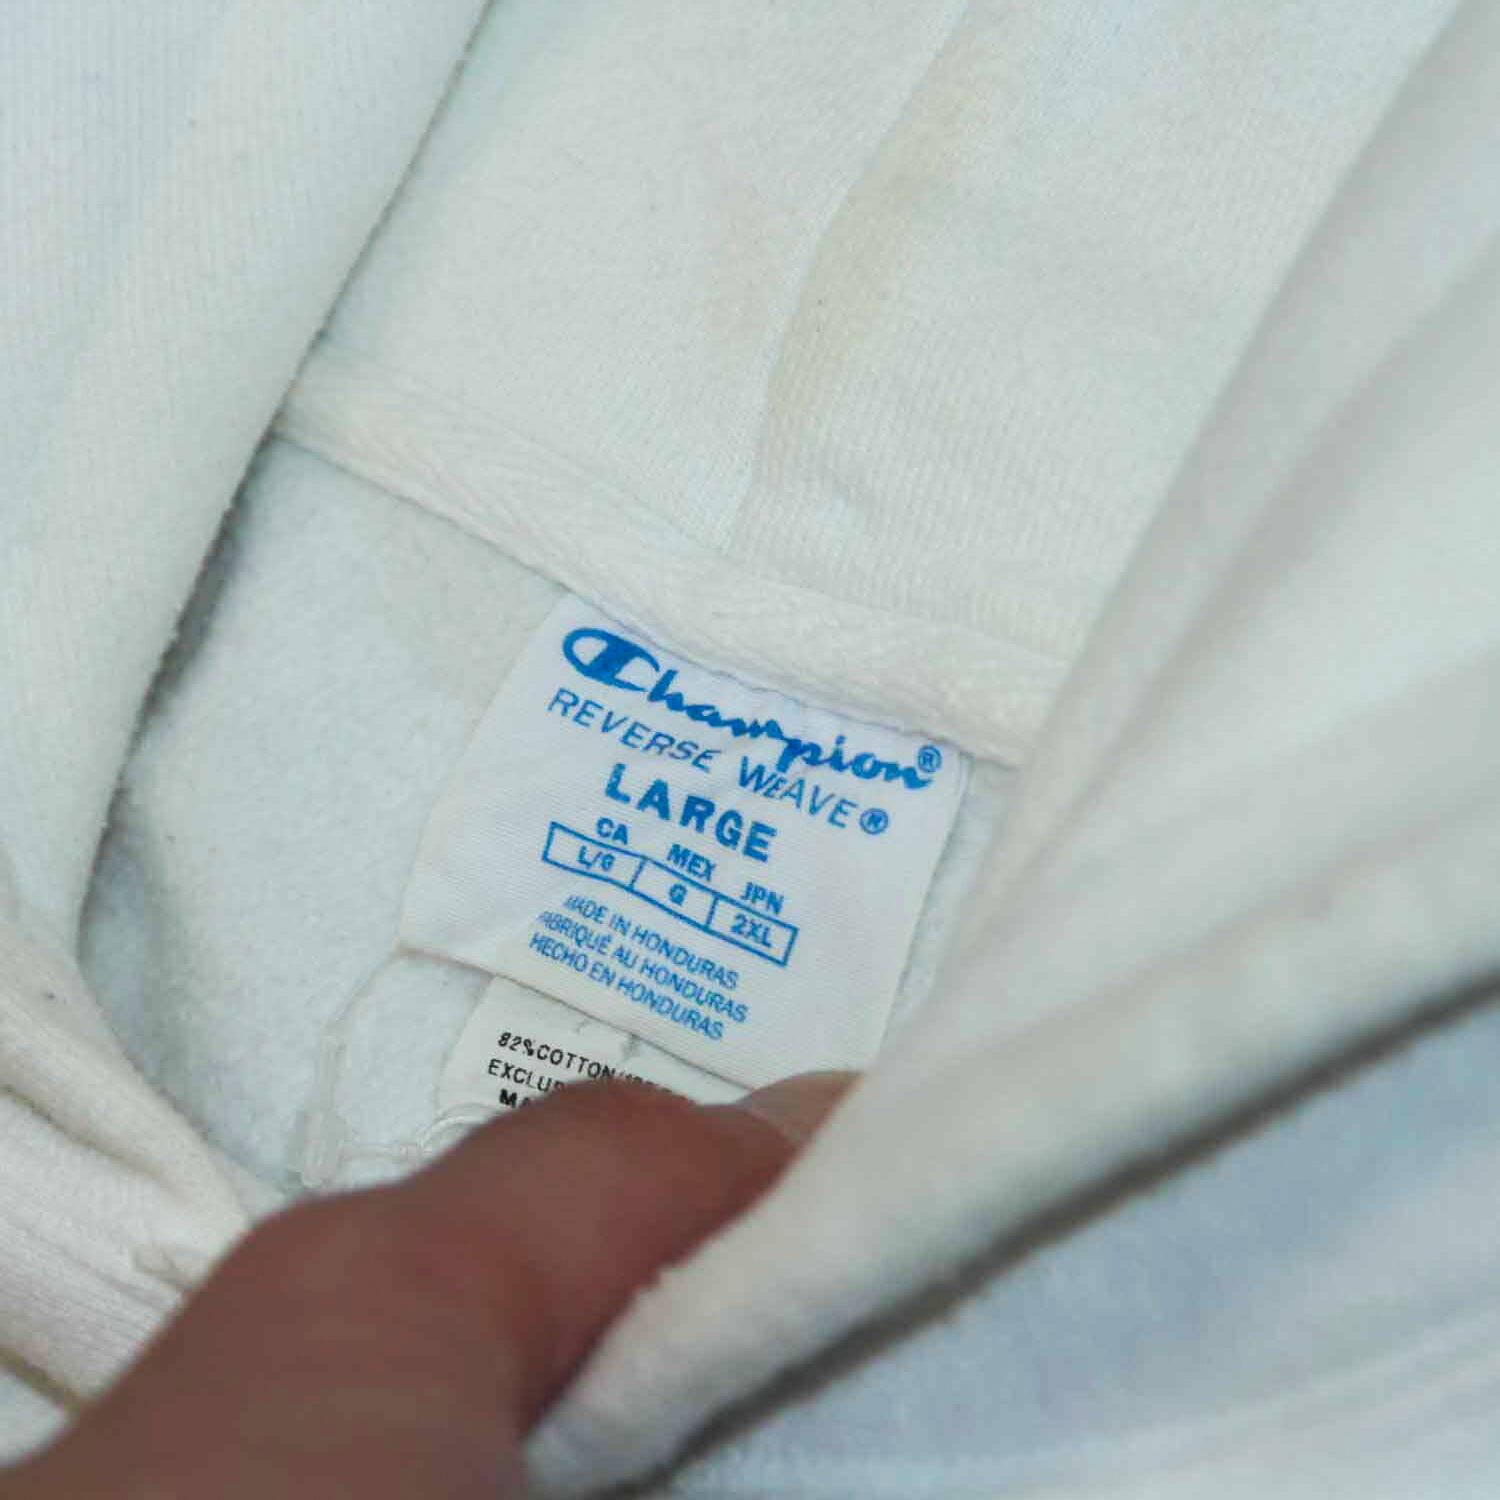 Champion®
REVERSE WEAVE®
LARGE
CA MEX JPN
L/G G 2XL
MADE IN HONDURAS
FABRIQUÉ AU HONDURAS
HECHO EN HONDURAS
82%COTTON